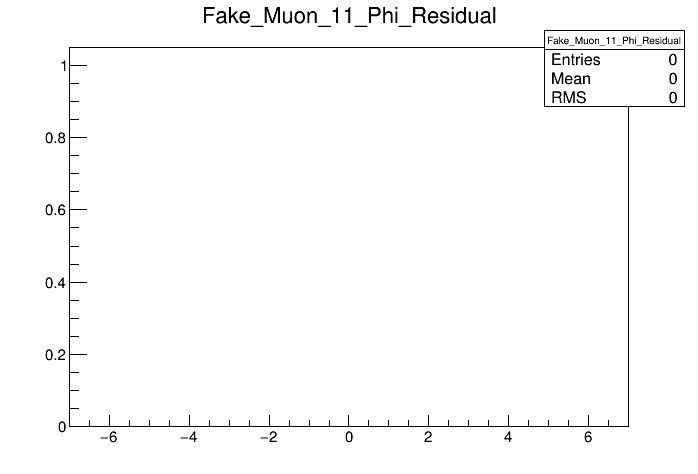 Fake_Muon_11_Phi_Residual
Fake_Muon_11_Phi_Residual
Entries 0
Mean 0
RMS 0
1
0.8
0.6
0.4
0.2
0
−6 −4 −2 0 2 4 6